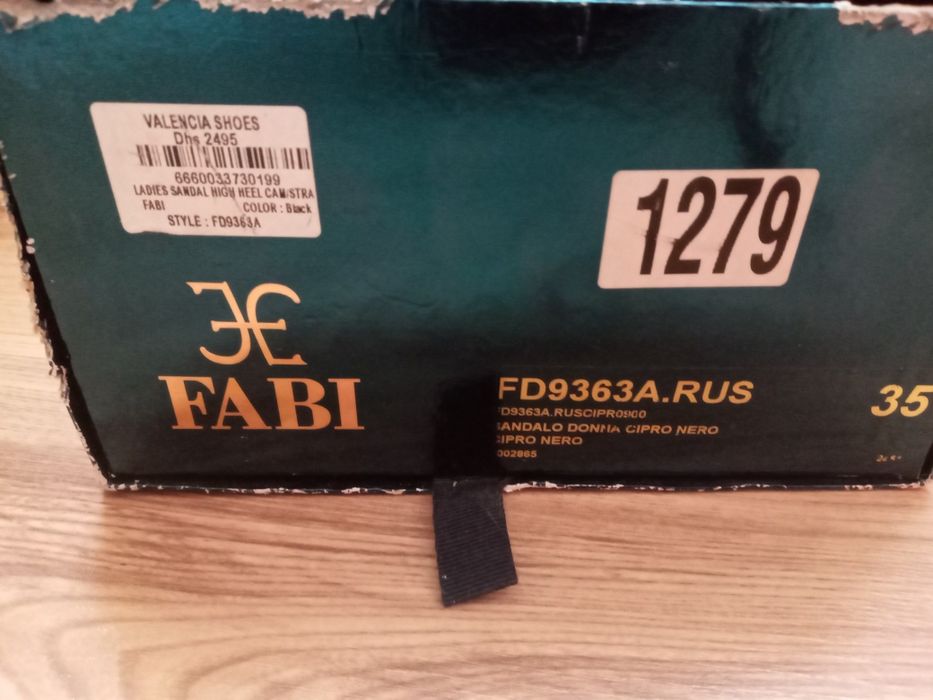 VALENCIA SHOES
Dhs 2495
6660033730199
LADIES SANDAL HIGH HEEL CAM/STRA
FABI COLOR : Black
STYLE : FD9363A
1279
FABI
FD9363A.RUS
35
FD9363A.RUSCIPR0900
SANDALO DONNA CIPRO NERO
CIPRO NERO
002865